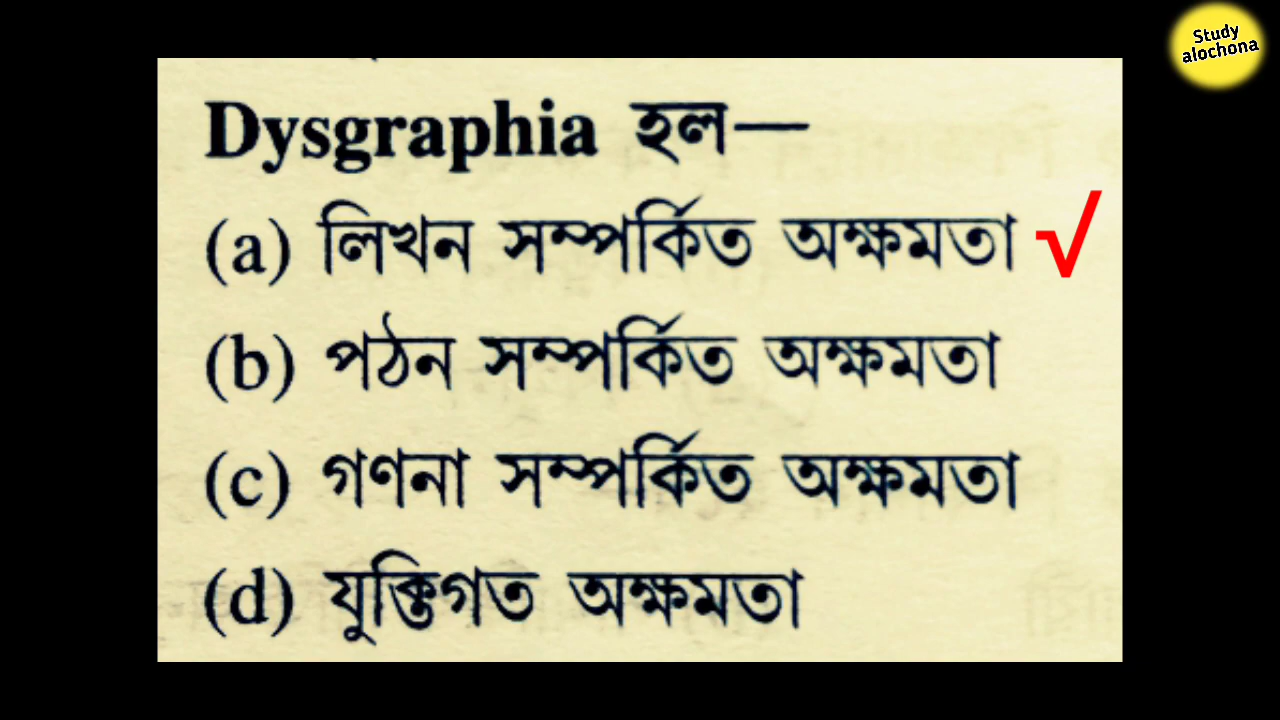 Study
alochona
Dysgraphia হল—
(a) লিখন সম্পর্কিত অক্ষমতা √
(b) পঠন সম্পর্কিত অক্ষমতা
(c) গণনা সম্পর্কিত অক্ষমতা
(d) যুক্তিগত অক্ষমতা